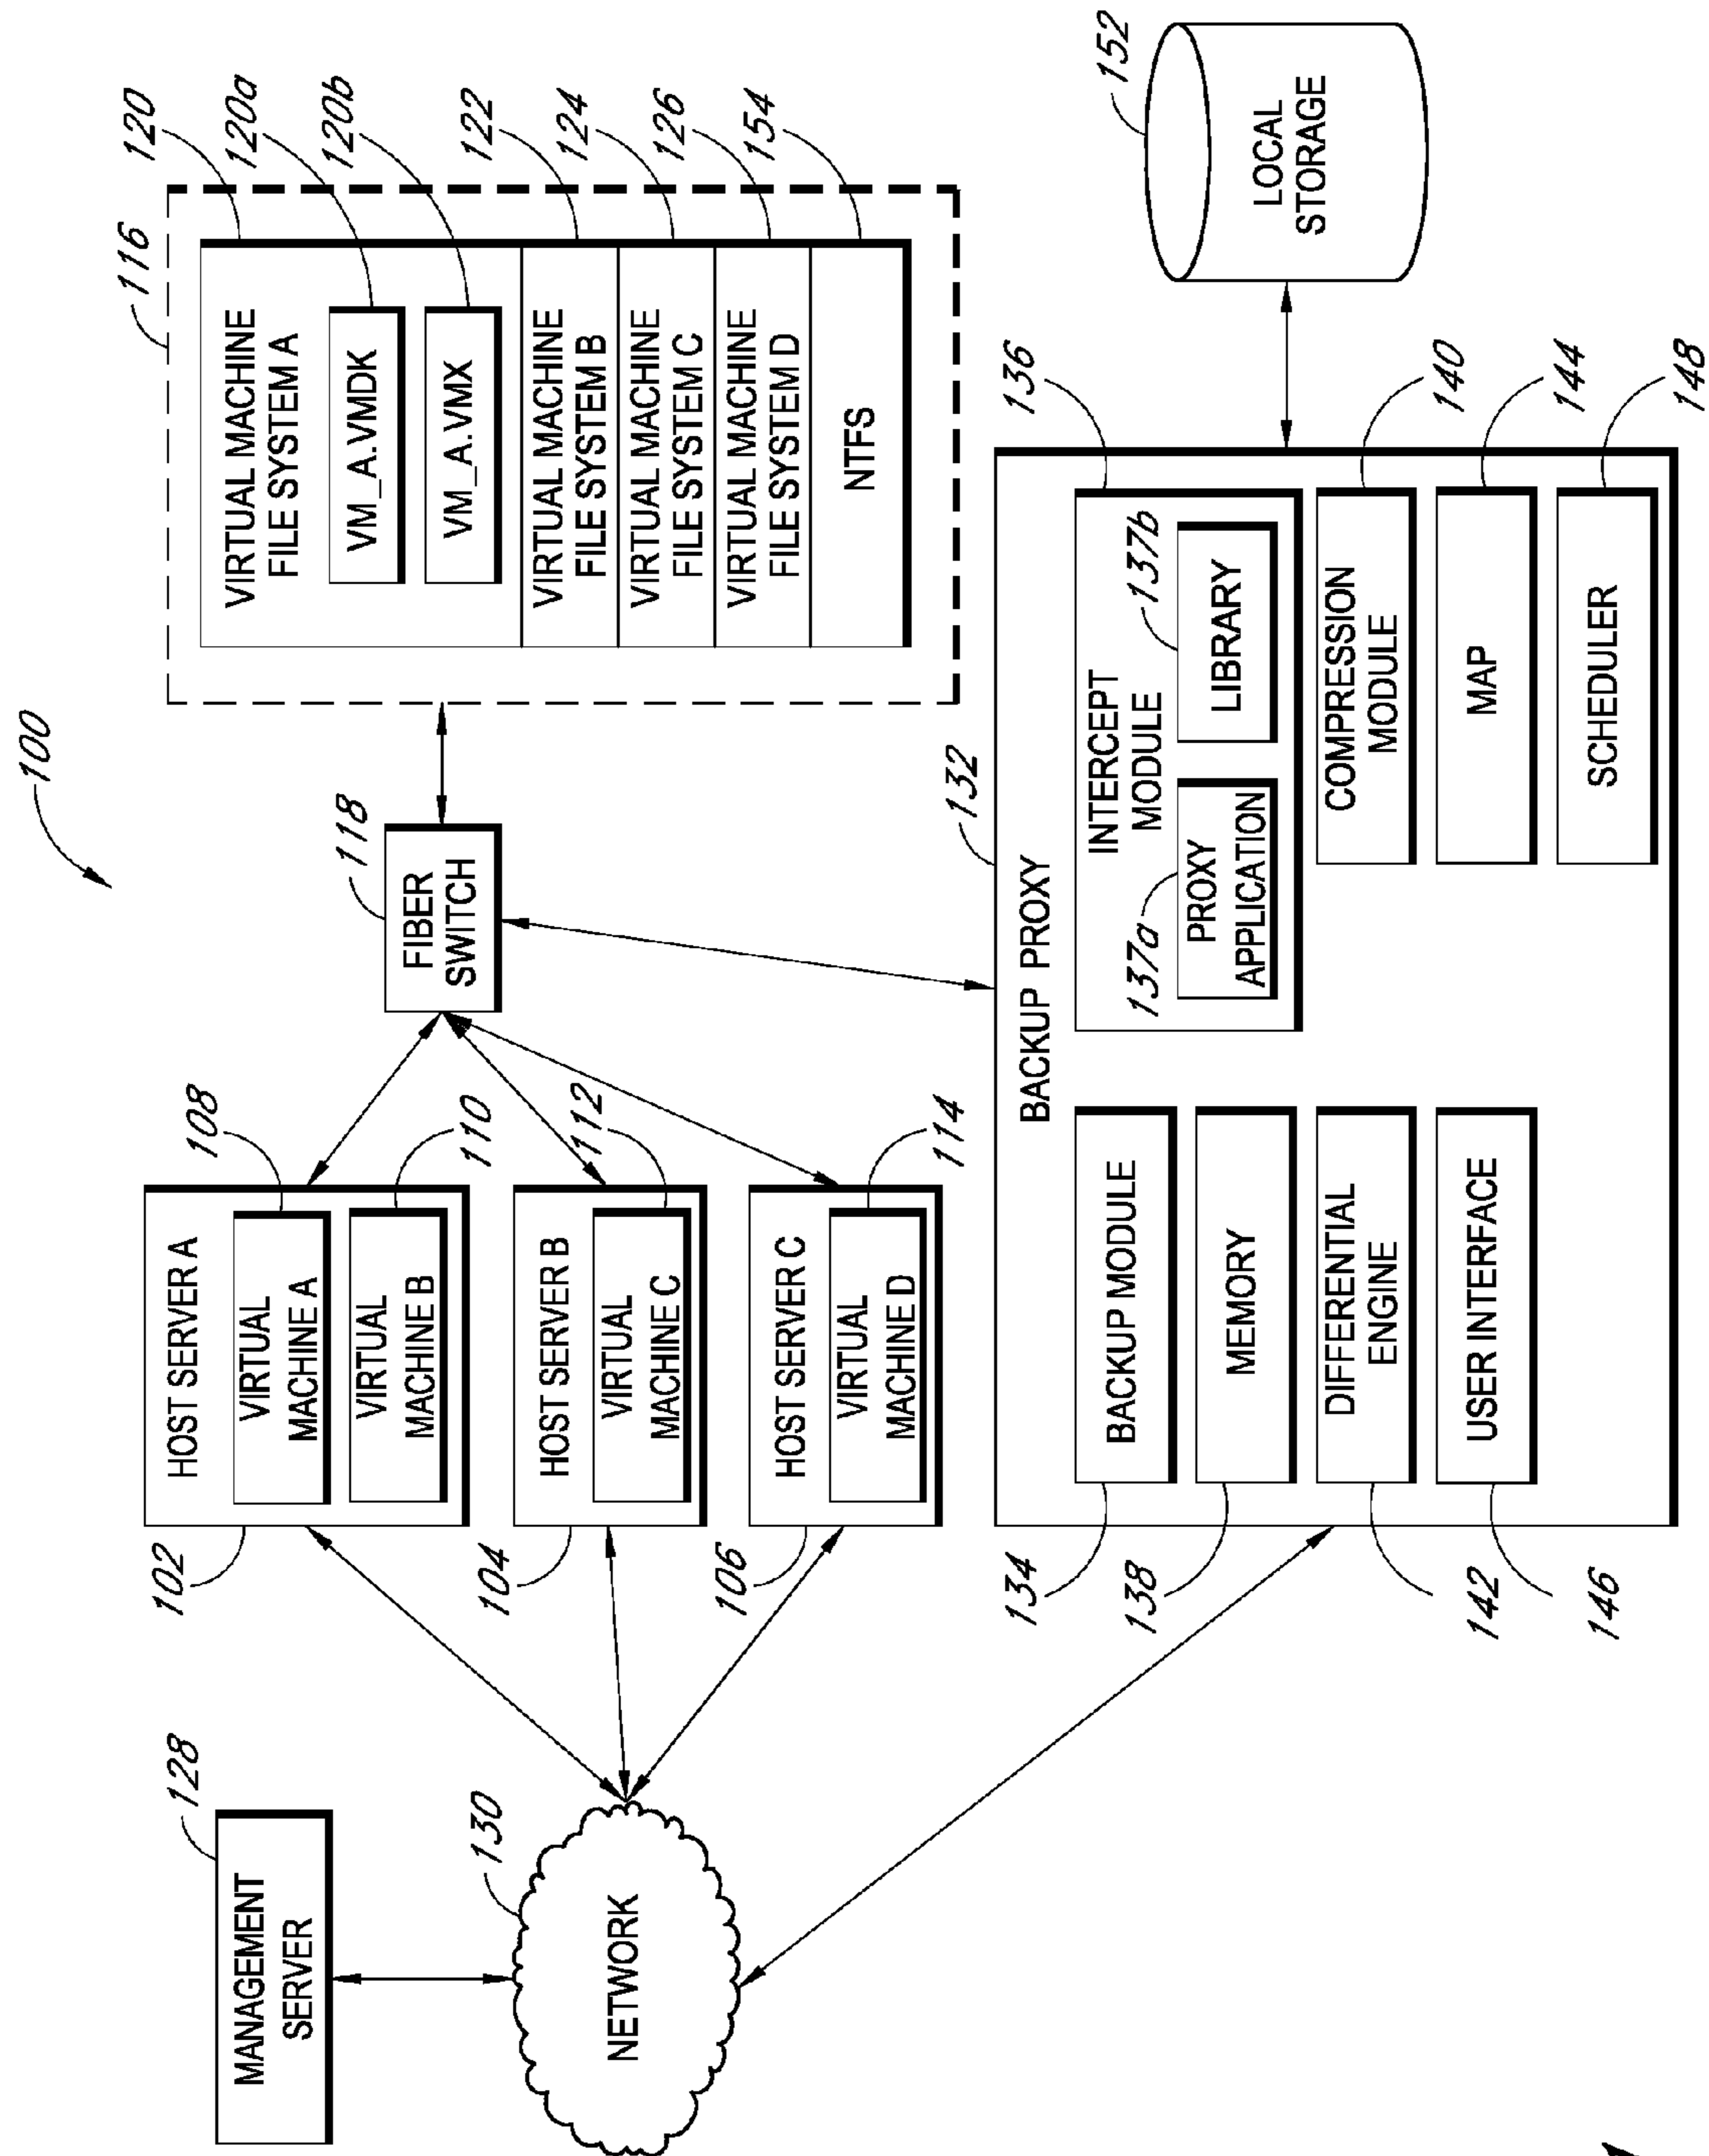 100
128
MANAGEMENT
SERVER
130
NETWORK
102
HOST SERVER A
108
VIRTUAL
MACHINE A
110
VIRTUAL
MACHINE B
104
HOST SERVER B
112
VIRTUAL
MACHINE C
106
HOST SERVER C
114
VIRTUAL
MACHINE D
118
FIBER
SWITCH
116
120
VIRTUAL MACHINE
FILE SYSTEM A
120a
VM_A.VMDK
120b
VM_A.VMX
122
VIRTUAL MACHINE
FILE SYSTEM B
124
VIRTUAL MACHINE
FILE SYSTEM C
126
VIRTUAL MACHINE
FILE SYSTEM D
154
NTFS
132
BACKUP PROXY
134
BACKUP MODULE
138
MEMORY
142
DIFFERENTIAL
ENGINE
146
USER INTERFACE
136
INTERCEPT
MODULE
137a
PROXY
APPLICATION
137b
LIBRARY
140
COMPRESSION
MODULE
144
MAP
148
SCHEDULER
152
LOCAL
STORAGE